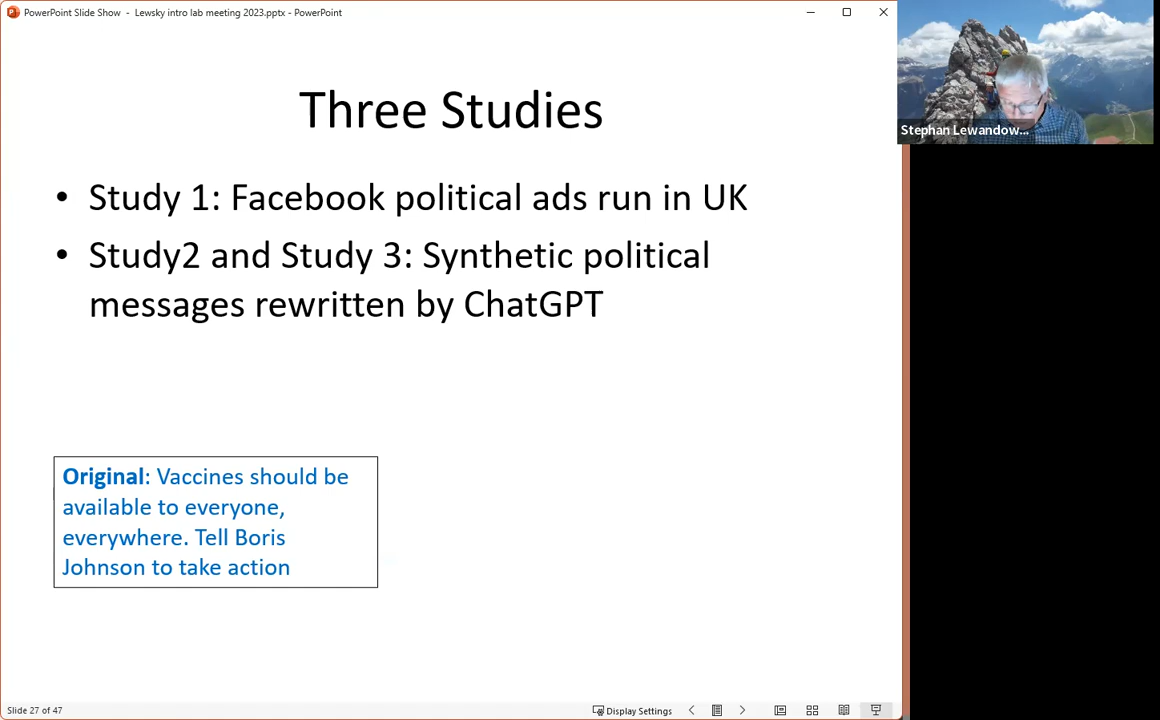 PowerPoint Slide Show - Lewsky intro lab meeting 2023.pptx - PowerPoint
Stephan Lewandow...
Three Studies
• Study 1: Facebook political ads run in UK
• Study2 and Study 3: Synthetic political
messages rewritten by ChatGPT
Original: Vaccines should be
available to everyone,
everywhere. Tell Boris
Johnson to take action
Slide 27 of 47
Display Settings